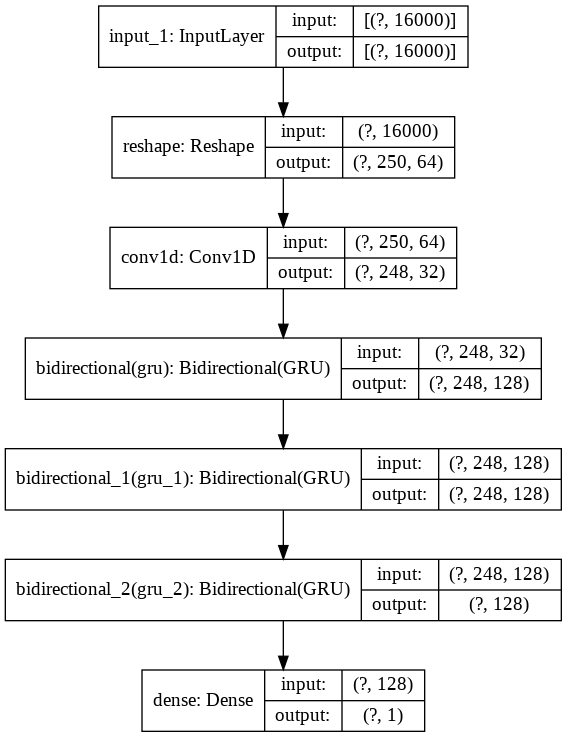 input_1: InputLayer
input: [(?, 16000)]
output: [(?, 16000)]
reshape: Reshape
input: (?, 16000)
output: (?, 250, 64)
conv1d: Conv1D
input: (?, 250, 64)
output: (?, 248, 32)
bidirectional(gru): Bidirectional(GRU)
input: (?, 248, 32)
output: (?, 248, 128)
bidirectional_1(gru_1): Bidirectional(GRU)
input: (?, 248, 128)
output: (?, 248, 128)
bidirectional_2(gru_2): Bidirectional(GRU)
input: (?, 248, 128)
output: (?, 128)
dense: Dense
input: (?, 128)
output: (?, 1)